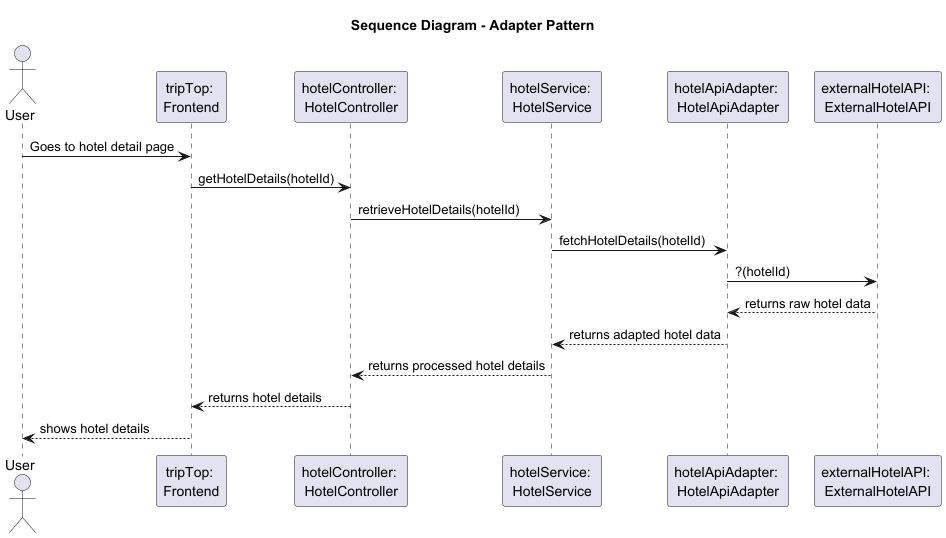 Sequence Diagram - Adapter Pattern
User
tripTop:
Frontend
hotelController:
HotelController
hotelService:
HotelService
hotelApiAdapter:
HotelApiAdapter
externalHotelAPI:
ExternalHotelAPI
Goes to hotel detail page
getHotelDetails(hotelId)
retrieveHotelDetails(hotelId)
fetchHotelDetails(hotelId)
?(hotelId)
returns raw hotel data
returns adapted hotel data
returns processed hotel details
returns hotel details
shows hotel details
User
tripTop:
Frontend
hotelController:
HotelController
hotelService:
HotelService
hotelApiAdapter:
HotelApiAdapter
externalHotelAPI:
ExternalHotelAPI